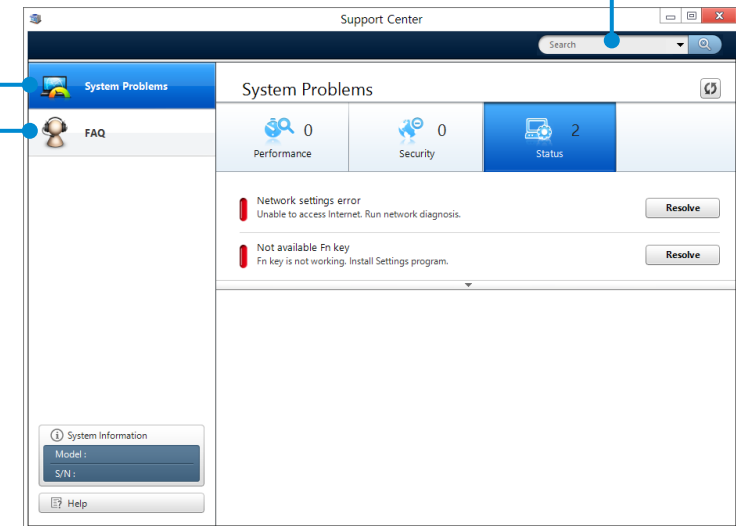 Support Center
Search
System Problems
FAQ
System Problems
0
Performance
0
Security
2
Status
Network settings error
Unable to access Internet. Run network diagnosis.
Resolve
Not available Fn key
Fn key is not working. Install Settings program.
Resolve
System Information
Model :
S/N :
Help